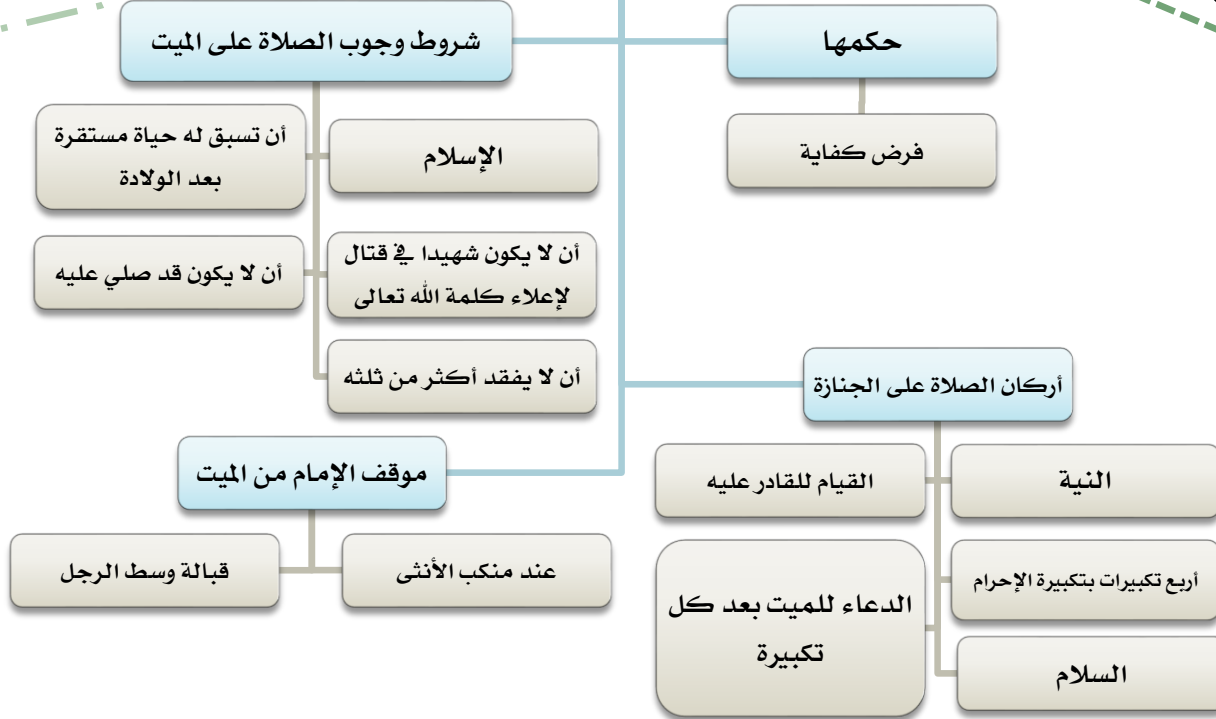 حكمها
فرض كفاية
شروط وجوب الصلاة على الميت
الإسلام
أن تسبق له حياة مستقرة
بعد الولادة
أن لا يكون شهيدا في قتال
لإعلاء كلمة الله تعالى
أن لا يكون قد صلي عليه
أن لا يفقد أكثر من ثلثه
أركان الصلاة على الجنازة
النية
القيام للقادر عليه
أربع تكبيرات بتكبيرة الإحرام
الدعاء للميت بعد كل
تكبيرة
السلام
موقف الإمام من الميت
عند منكب الأنثى
قبالة وسط الرجل